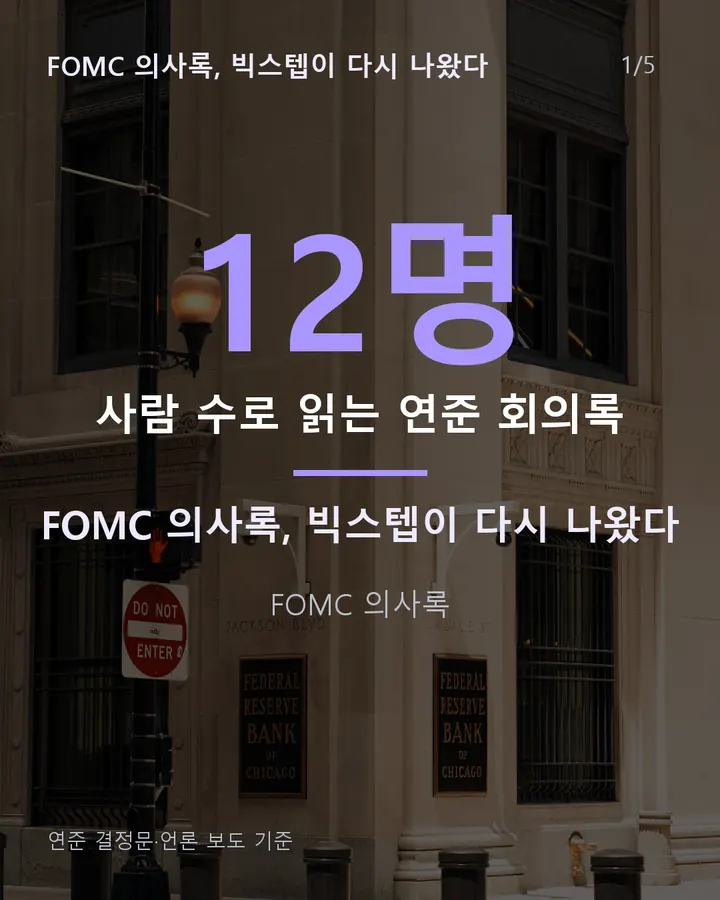 FOMC 의사록, 빅스텝이 다시 나왔다
1/5
12명
사람 수로 읽는 연준 회의록
FOMC 의사록, 빅스텝이 다시 나왔다
FOMC 의사록
JACKSON BLVD
DO NOT
ENTER
FEDERAL
RESERVE
BANK
OF
CHICAGO
FEDERAL
RESERVE
BANK
OF
CHICAGO
연준 결정문·언론 보도 기준